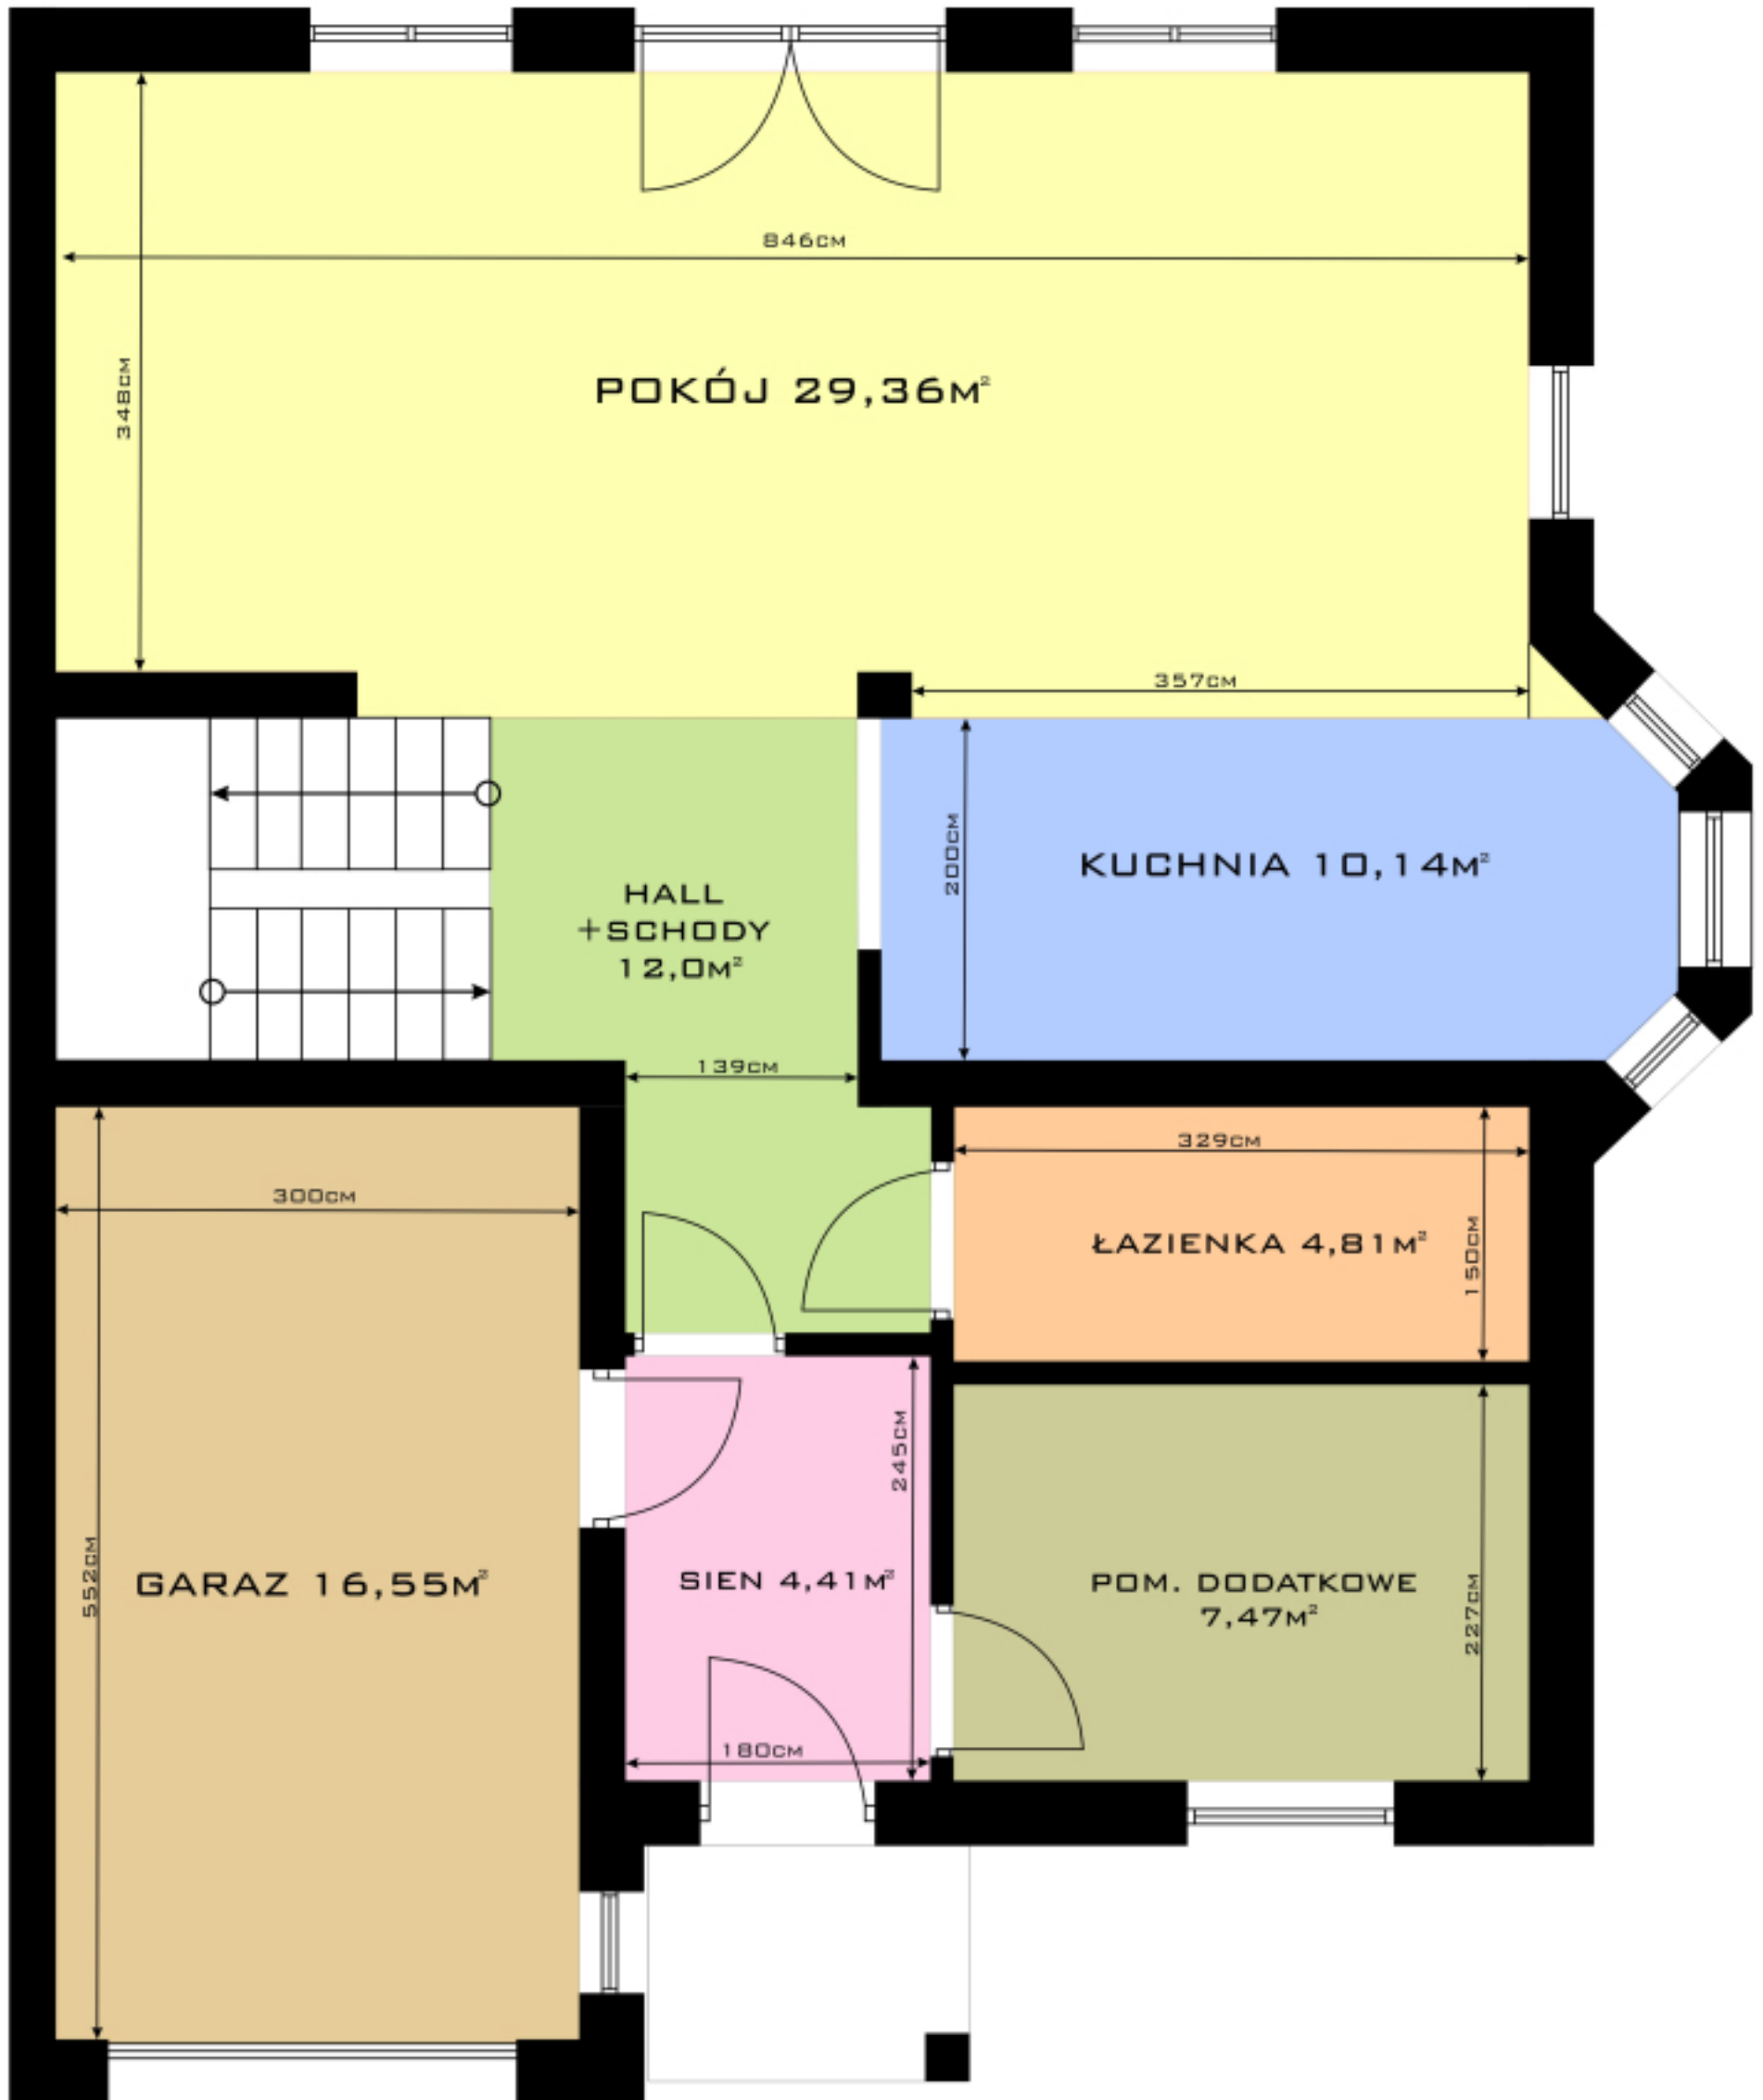 846CM
348CM
POKÓJ 29,36M²
357CM
200CM
KUCHNIA 10,14M²
HALL
+SCHODY
12,0M²
139CM
329CM
300CM
ŁAZIENKA 4,81M²
150CM
245CM
552CM
GARAZ 16,55M²
SIEN 4,41M²
POM. DODATKOWE
7,47M²
227CM
180CM